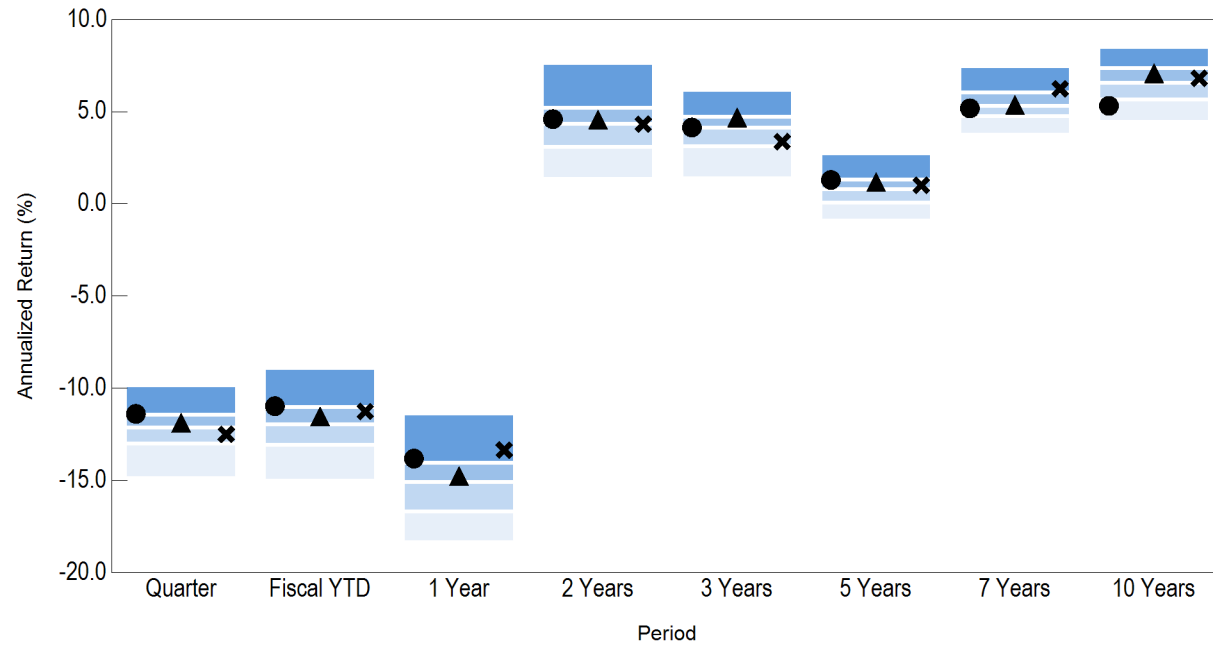 10.0
5.0
0.0
-5.0
-10.0
-15.0
-20.0
Annualized Return (%)
Quarter Fiscal YTD 1 Year 2 Years 3 Years 5 Years 7 Years 10 Years
Period